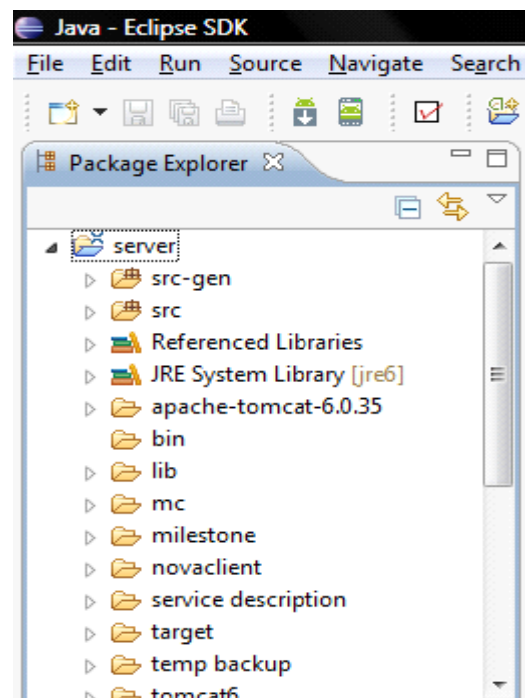 Java - Eclipse SDK
File Edit Run Source Navigate Search
Package Explorer
server
src-gen
src
Referenced Libraries
JRE System Library [jre6]
apache-tomcat-6.0.35
bin
lib
mc
milestone
novaclient
service description
target
temp backup
tomcat6